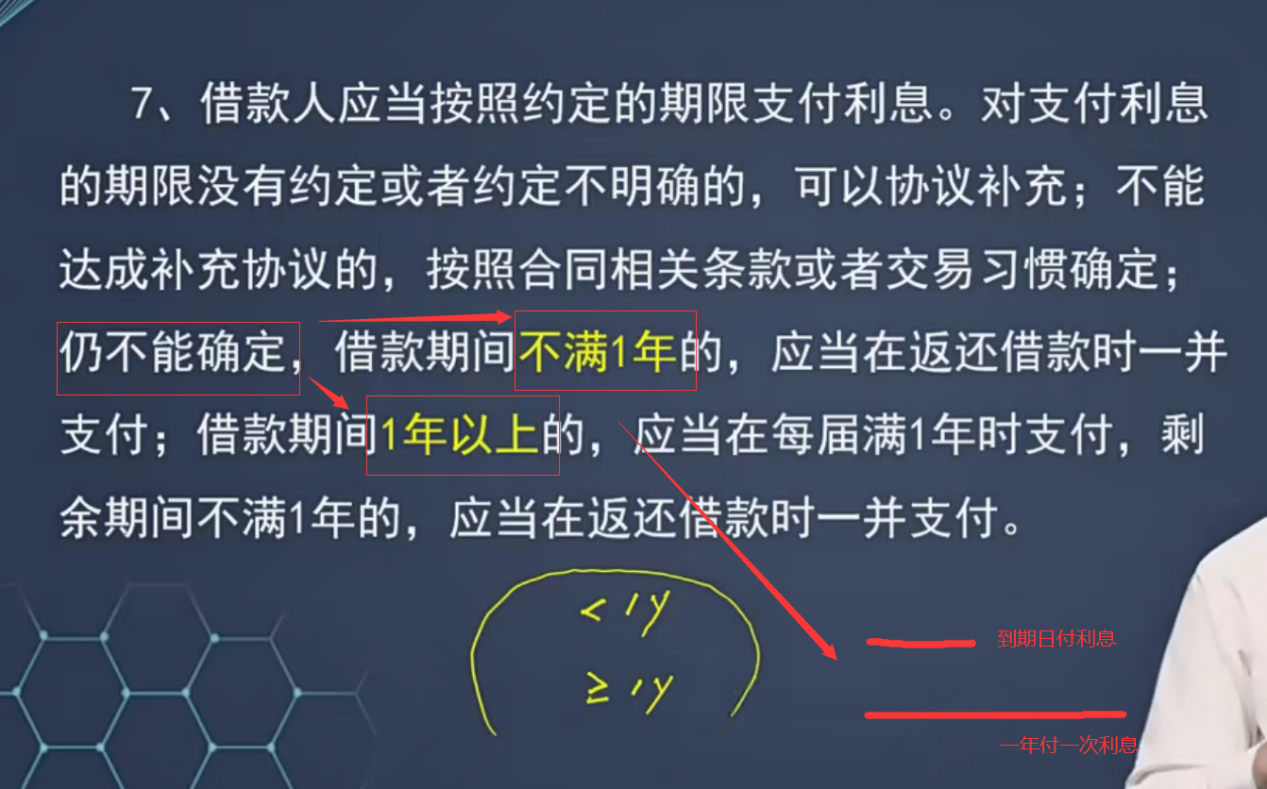 7、借款人应当按照约定的期限支付利息。对支付利息
的期限没有约定或者约定不明确的，可以协议补充；不能
达成补充协议的，按照合同相关条款或者交易习惯确定；
仍不能确定，借款期间不满1年的，应当在返还借款时一并
支付；借款期间1年以上的，应当在每届满1年时支付，剩
余期间不满1年的，应当在返还借款时一并支付。
< 1y
≥ 1y
到期日付利息
一年付一次利息